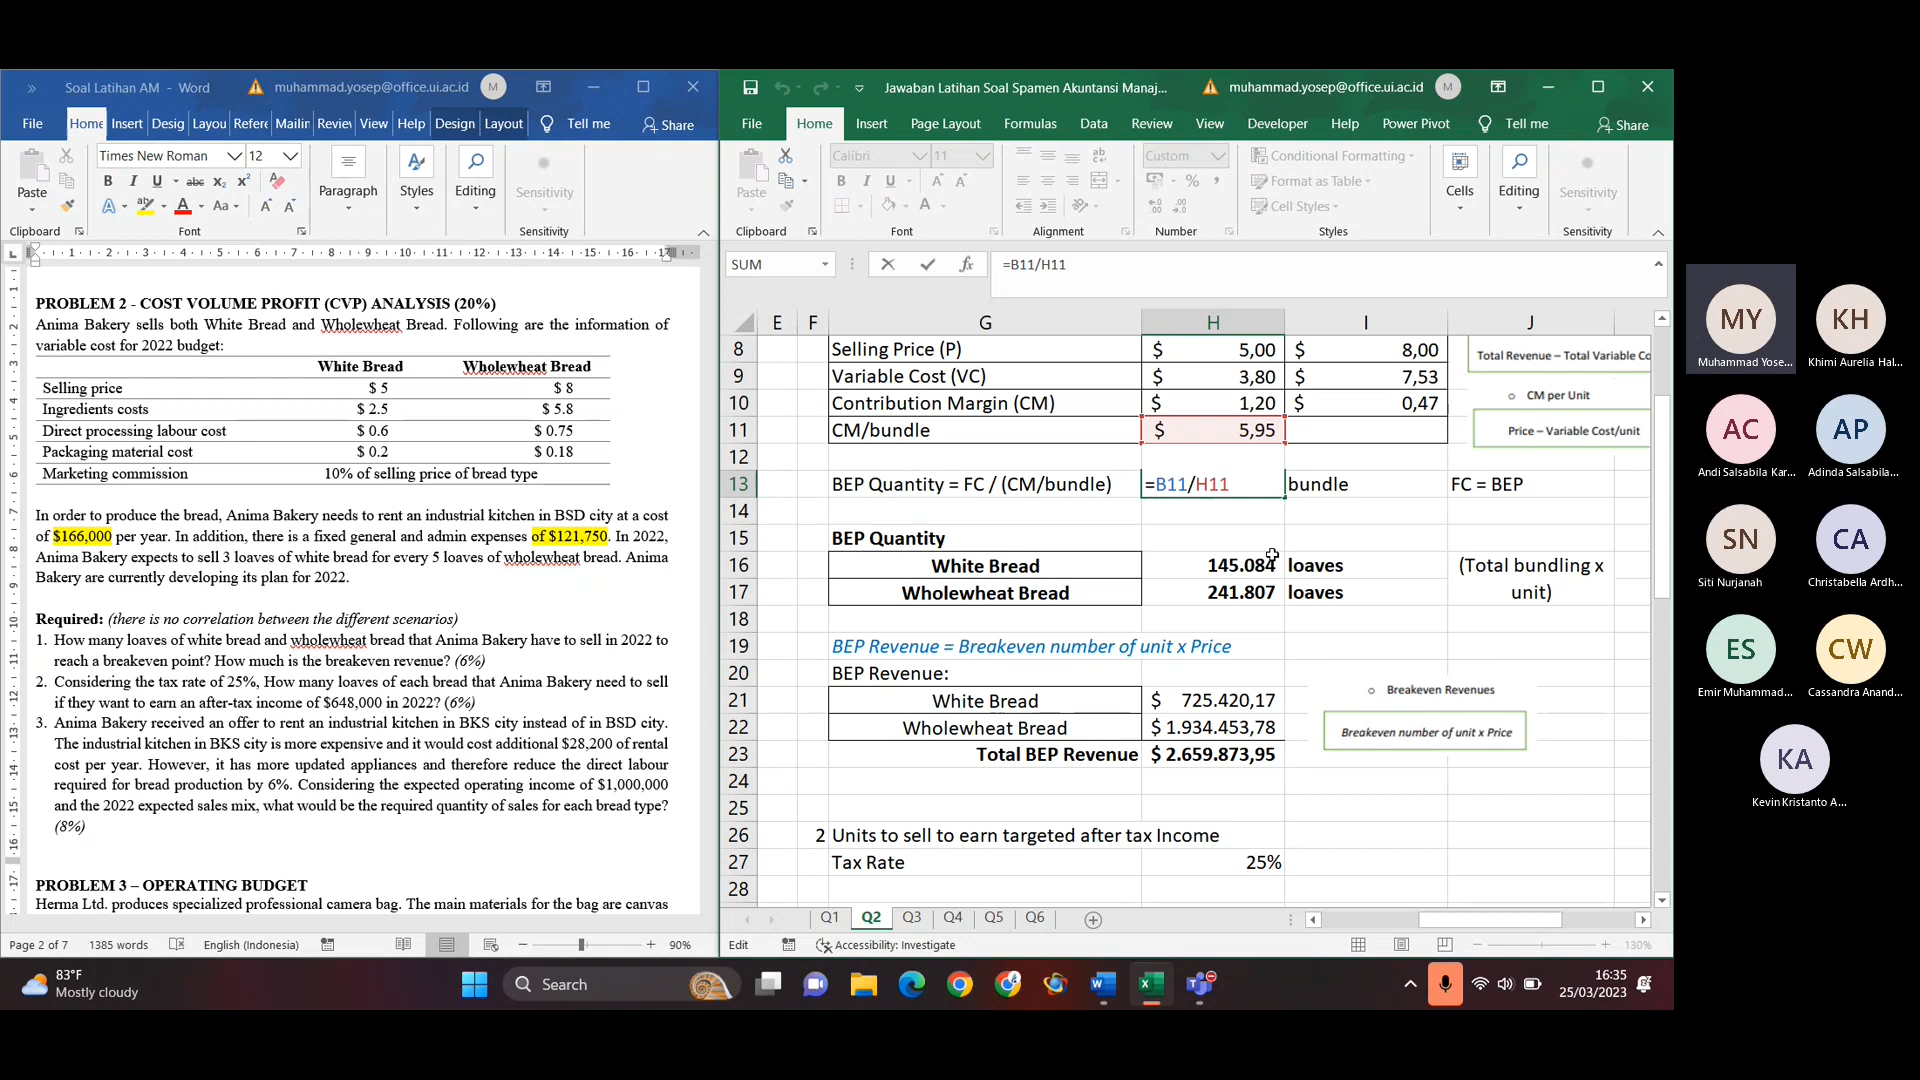 Soal Latihan AM - Word
muhammad.yosep@office.ui.ac.id
M
File Home Insert Desig Layou Refere Mailin Review View Help Design Layout Tell me Share
Times New Roman 12
Paste Paragraph Styles Editing Sensitivity
Clipboard Font Sensitivity
PROBLEM 2 - COST VOLUME PROFIT (CVP) ANALYSIS (20%)
Anima Bakery sells both White Bread and Wholewheat Bread. Following are the information of
variable cost for 2022 budget:
White Bread Wholewheat Bread
Selling price $ 5 $ 8
Ingredients costs $ 2.5 $ 5.8
Direct processing labour cost $ 0.6 $ 0.75
Packaging material cost $ 0.2 $ 0.18
Marketing commission 10% of selling price of bread type
In order to produce the bread, Anima Bakery needs to rent an industrial kitchen in BSD city at a cost
of $166,000 per year. In addition, there is a fixed general and admin expenses of $121,750. In 2022,
Anima Bakery expects to sell 3 loaves of white bread for every 5 loaves of wholewheat bread. Anima
Bakery are currently developing its plan for 2022.
Required: (there is no correlation between the different scenarios)
1. How many loaves of white bread and wholewheat bread that Anima Bakery have to sell in 2022 to
reach a breakeven point? How much is the breakeven revenue? (6%)
2. Considering the tax rate of 25%, How many loaves of each bread that Anima Bakery need to sell
if they want to earn an after-tax income of $648,000 in 2022? (6%)
3. Anima Bakery received an offer to rent an industrial kitchen in BKS city instead of in BSD city.
The industrial kitchen in BKS city is more expensive and it would cost additional $28,200 of rental
cost per year. However, it has more updated appliances and therefore reduce the direct labour
required for bread production by 6%. Considering the expected operating income of $1,000,000
and the 2022 expected sales mix, what would be the required quantity of sales for each bread type?
(8%)
PROBLEM 3 – OPERATING BUDGET
Herma Ltd. produces specialized professional camera bag. The main materials for the bag are canvas
Page 2 of 7 1385 words English (Indonesia) 90%
Jawaban Latihan Soal Spamen Akuntansi Manaj...
muhammad.yosep@office.ui.ac.id
M
File Home Insert Page Layout Formulas Data Review View Developer Help Power Pivot Tell me Share
Calibri 11 Custom Conditional Formatting
Format as Table
Cell Styles
Paste Cells Editing Sensitivity
Clipboard Font Alignment Number Styles Sensitivity
SUM fx =B11/H11
E F G H I J
8 Selling Price (P) $ 5,00 $ 8,00 Total Revenue – Total Variable Co
9 Variable Cost (VC) $ 3,80 $ 7,53
10 Contribution Margin (CM) $ 1,20 $ 0,47 CM per Unit
11 CM/bundle $ 5,95 Price – Variable Cost/unit
12
13 BEP Quantity = FC / (CM/bundle) =B11/H11 bundle FC = BEP
14
15 BEP Quantity
16 White Bread 145.084 loaves (Total bundling x
17 Wholewheat Bread 241.807 loaves unit)
18
19 BEP Revenue = Breakeven number of unit x Price
20 BEP Revenue:
21 White Bread $ 725.420,17 Breakeven Revenues
22 Wholewheat Bread $ 1.934.453,78 Breakeven number of unit x Price
23 Total BEP Revenue $ 2.659.873,95
24
25
26 2 Units to sell to earn targeted after tax Income
27 Tax Rate 25%
28
Q1 Q2 Q3 Q4 Q5 Q6
Edit Accessibility: Investigate 130%
83°F
Mostly cloudy
Search
16:35
25/03/2023
MY
Muhammad Yose...
KH
Khimi Aurelia Hal...
AC
Andi Salsabila Kar...
AP
Adinda Salsabila...
SN
Siti Nurjanah
CA
Christabella Ardh...
ES
Emir Muhammad...
CW
Cassandra Anand...
KA
Kevin Kristanto A...